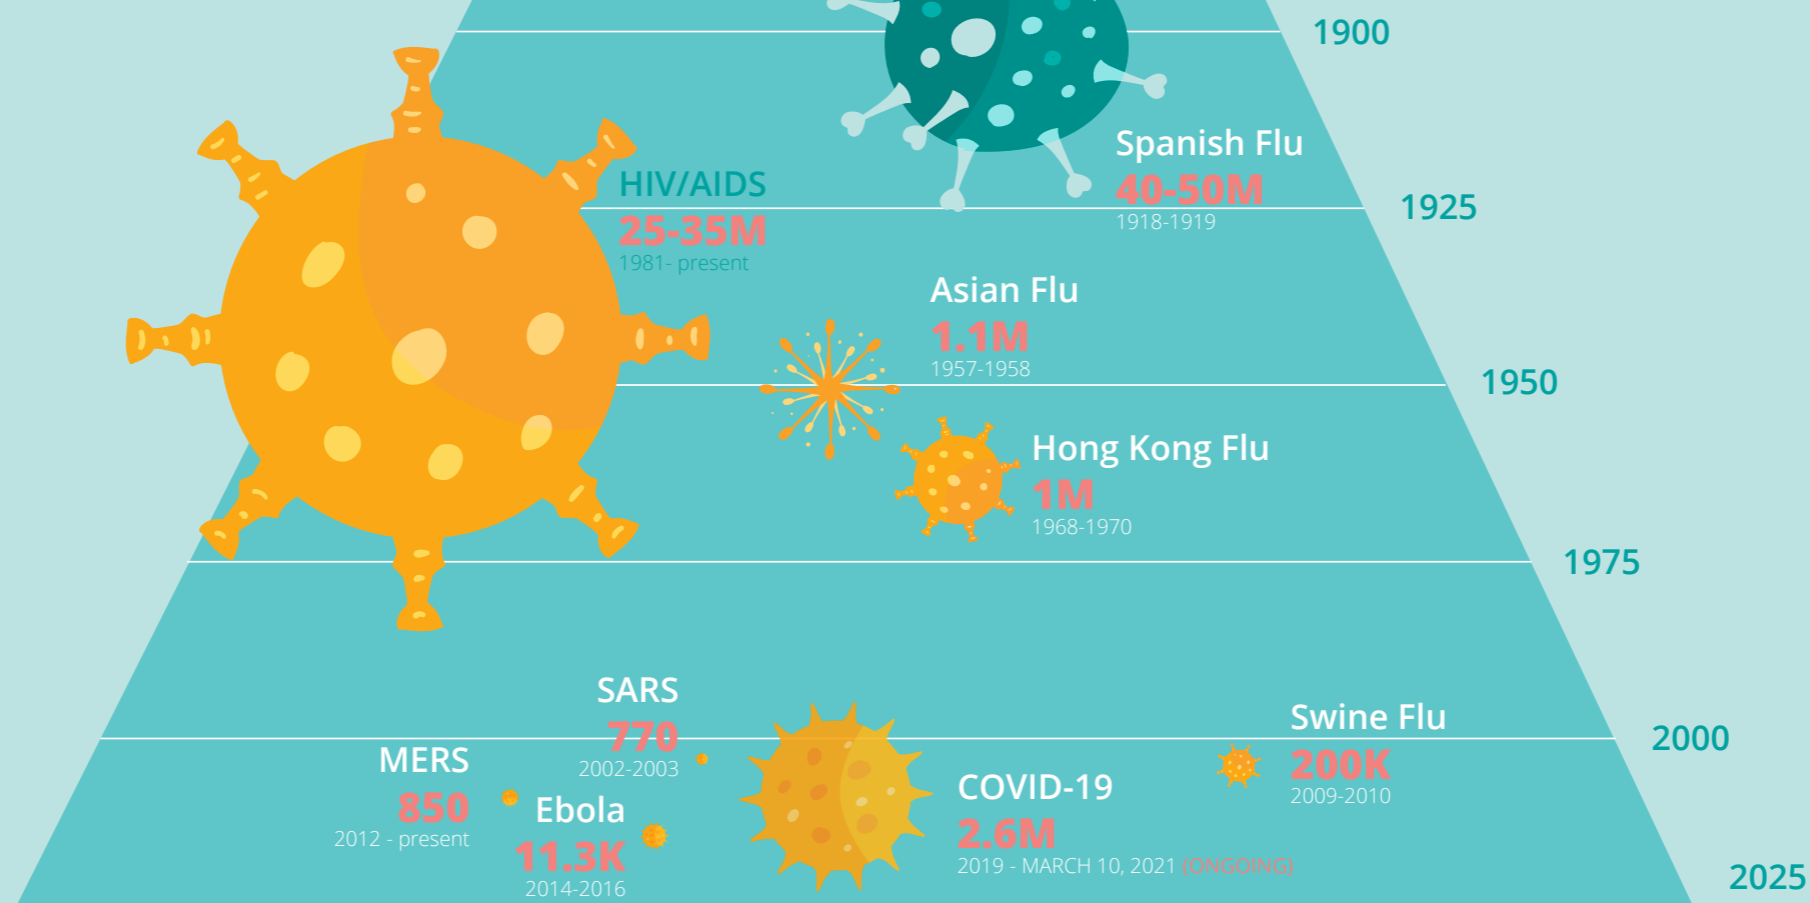 1900
Spanish Flu
40-50M
1918-1919
HIV/AIDS
25-35M
1981- present
1925
Asian Flu
1.1M
1957-1958
1950
Hong Kong Flu
1M
1968-1970
1975
SARS
770
2002-2003
Swine Flu
200K
2009-2010
2000
MERS
850
2012 - present
Ebola
11.3K
2014-2016
COVID-19
2.6M
2019 - MARCH 10, 2021 (ONGOING)
2025